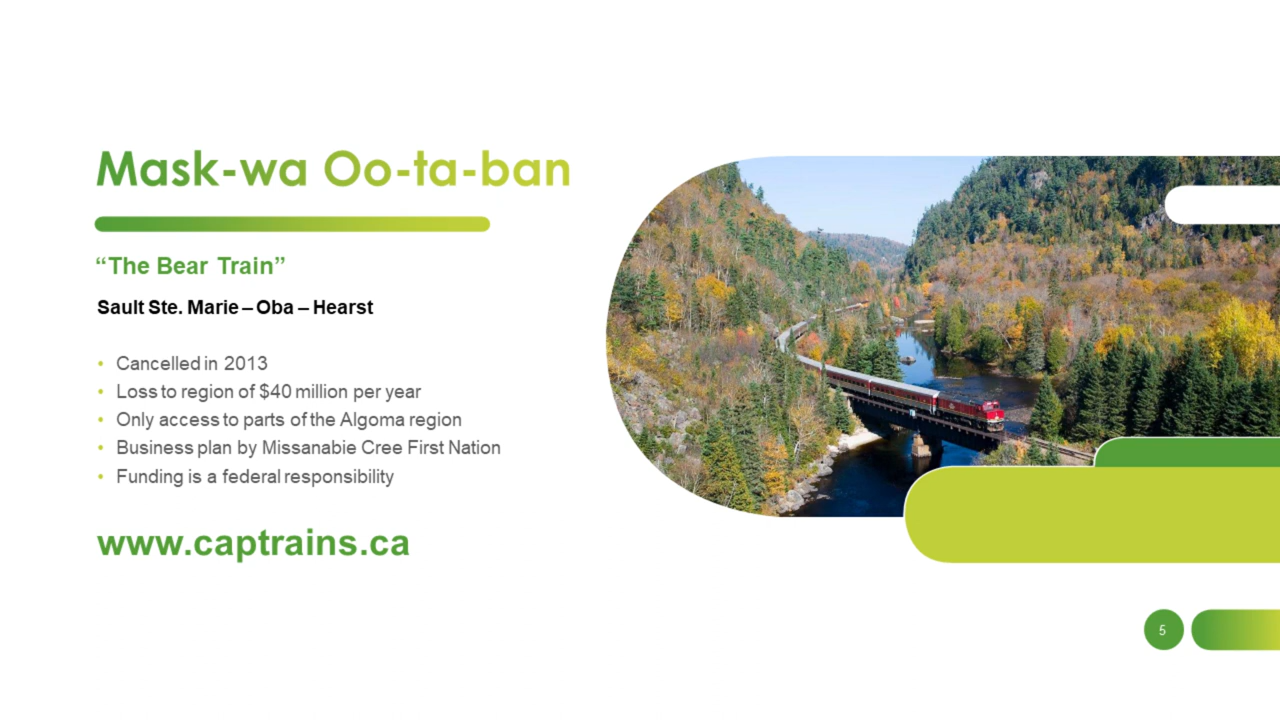 Mask-wa Oo-ta-ban
“The Bear Train”
Sault Ste. Marie – Oba – Hearst
• Cancelled in 2013
• Loss to region of $40 million per year
• Only access to parts of the Algoma region
• Business plan by Missanabie Cree First Nation
• Funding is a federal responsibility
www.captrains.ca
5